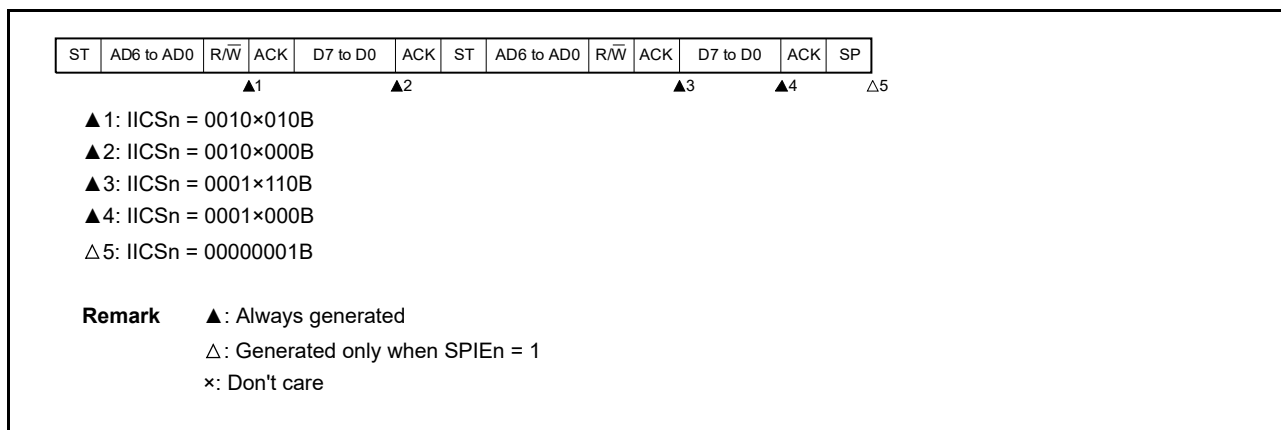 ST AD6 to AD0 R/W̅ ACK D7 to D0 ACK ST AD6 to AD0 R/W̅ ACK D7 to D0 ACK SP
▲1 ▲2 ▲3 ▲4 △5
▲1: IICSn = 0010×010B
▲2: IICSn = 0010×000B
▲3: IICSn = 0001×110B
▲4: IICSn = 0001×000B
△5: IICSn = 00000001B
Remark ▲: Always generated
△: Generated only when SPIEn = 1
×: Don't care